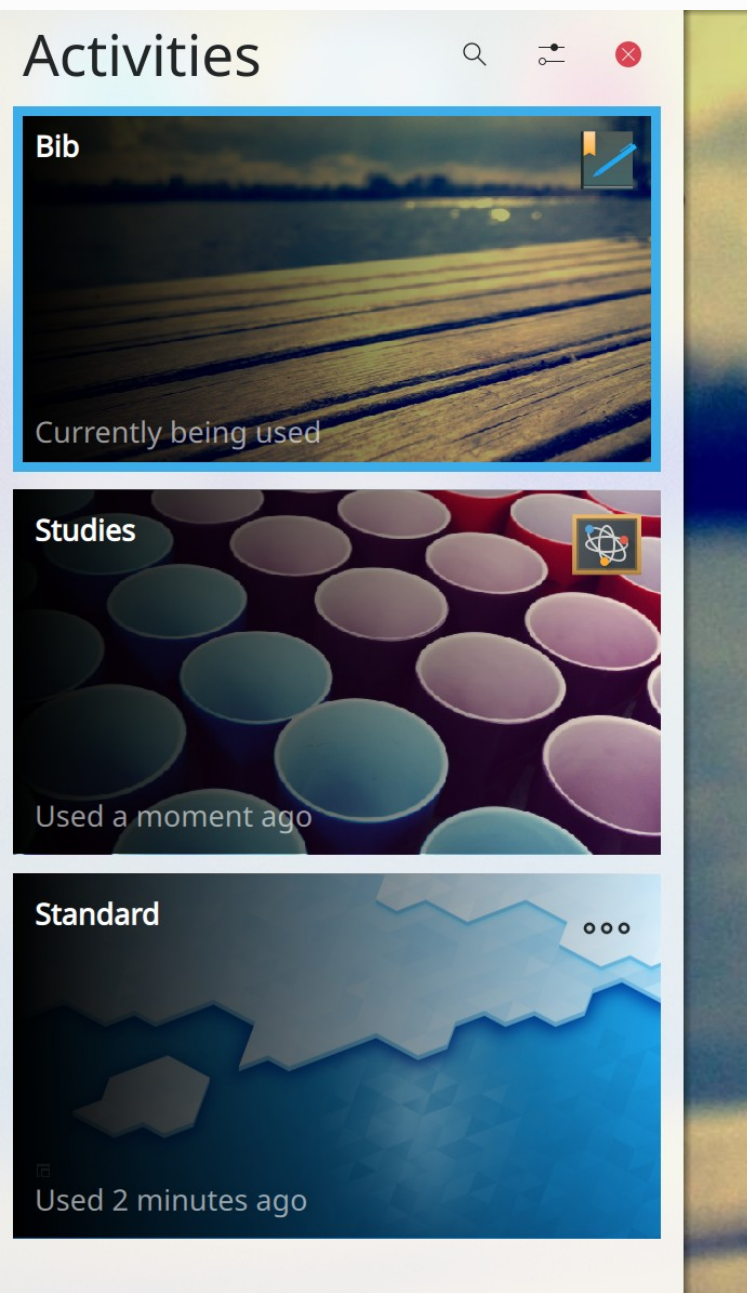 Activities
Bib
Currently being used
Studies
Used a moment ago
Standard
Used 2 minutes ago